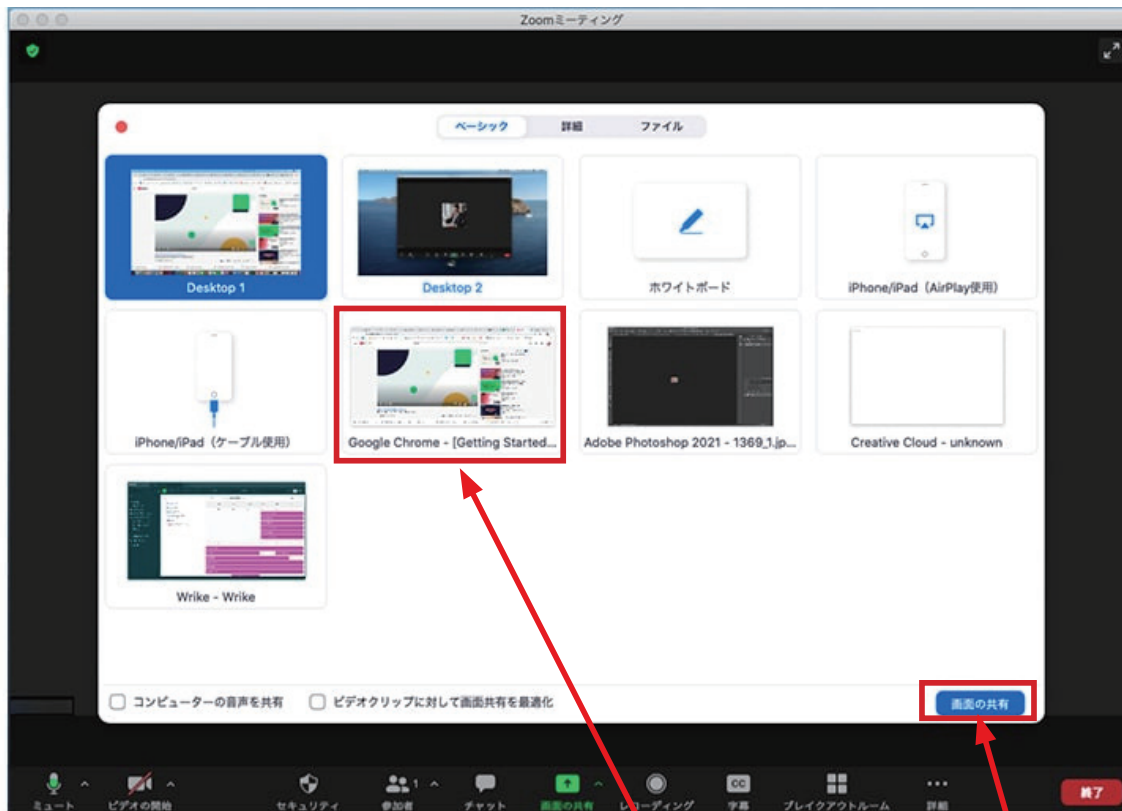 Zoomミーティング
ベーシック 詳細 ファイル
Desktop 1 Desktop 2 ホワイトボード iPhone/iPad（AirPlay使用）
iPhone/iPad（ケーブル使用） Google Chrome - [Getting Started... Adobe Photoshop 2021 - 1369_1.jp... Creative Cloud - unknown
Wrike - Wrike
コンピューターの音声を共有 ビデオクリップに対して画面共有を最適化 画面の共有
1 CC
ミュート ビデオの開始 セキュリティ 参加者 チャット 画面の共有 レコーディング 字幕 ブレイクアウトルーム 詳細 終了